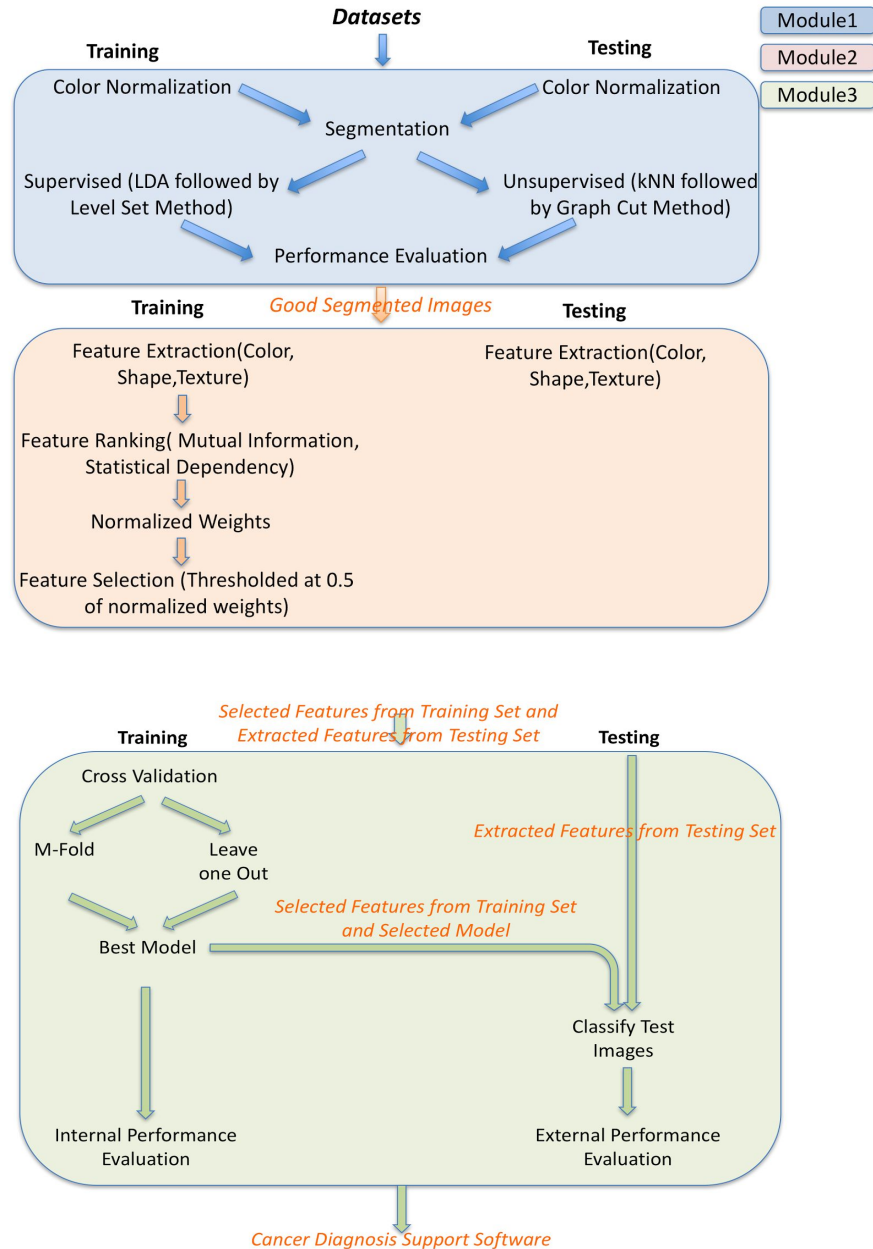 Datasets
Module1
Module2
Module3
Training
Testing
Color Normalization
Color Normalization
Segmentation
Supervised (LDA followed by
Level Set Method)
Unsupervised (kNN followed
by Graph Cut Method)
Performance Evaluation
Good Segmented Images
Training
Testing
Feature Extraction(Color,
Shape,Texture)
Feature Extraction(Color,
Shape,Texture)
Feature Ranking( Mutual Information,
Statistical Dependency)
Normalized Weights
Feature Selection (Thresholded at 0.5
of normalized weights)
Selected Features from Training Set and
Extracted Features from Testing Set
Training
Testing
Cross Validation
Extracted Features from Testing Set
M-Fold
Leave
one Out
Selected Features from Training Set
and Selected Model
Best Model
Classify Test
Images
Internal Performance
Evaluation
External Performance
Evaluation
Cancer Diagnosis Support Software